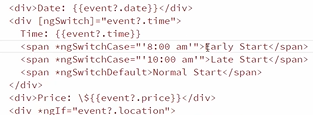 <div>Date: {{event?.date}}</div>
<div [ngSwitch]="event?.time">
Time: {{event?.time}}
<span *ngSwitchCase="'8:00 am'">Early Start</span>
<span *ngSwitchCase="'10:00 am'">Late Start</span>
<span *ngSwitchDefault>Normal Start</span>
</div>
<div>Price: \${{event?.price}}</div>
<div *ngIf="event?.location">